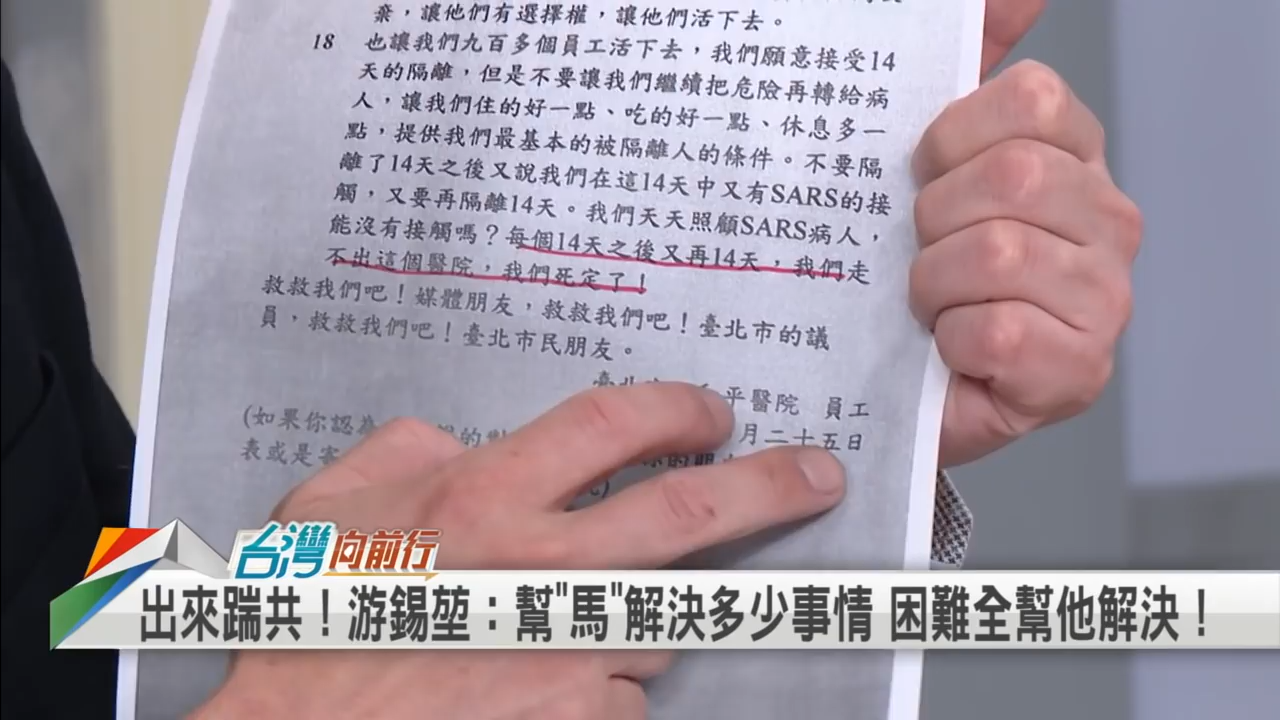 棄，讓他們有選擇權，讓他們活下去。
18 也讓我們九百多個員工活下去，我們願意接受14
天的隔離，但是不要讓我們繼續把危險再轉給病
人，讓我們住的好一點、吃的好一點、休息多一
點，提供我們最基本的被隔離人的條件。不要隔
離了14天之後又說我們在這14天中又有SARS的接
觸，又要再隔離14天。我們天天照顧SARS病人，
能沒有接觸嗎？每個14天之後又再14天，我們走
不出這個醫院，我們死定了！
救救我們吧！媒體朋友，救救我們吧！臺北市的議
員，救救我們吧！臺北市民朋友。
平醫院 員工
月二十五日
(如果你認為
表或是寄
台灣向前行
出來踹共！游錫堃：幫"馬"解決多少事情 困難全幫他解決！